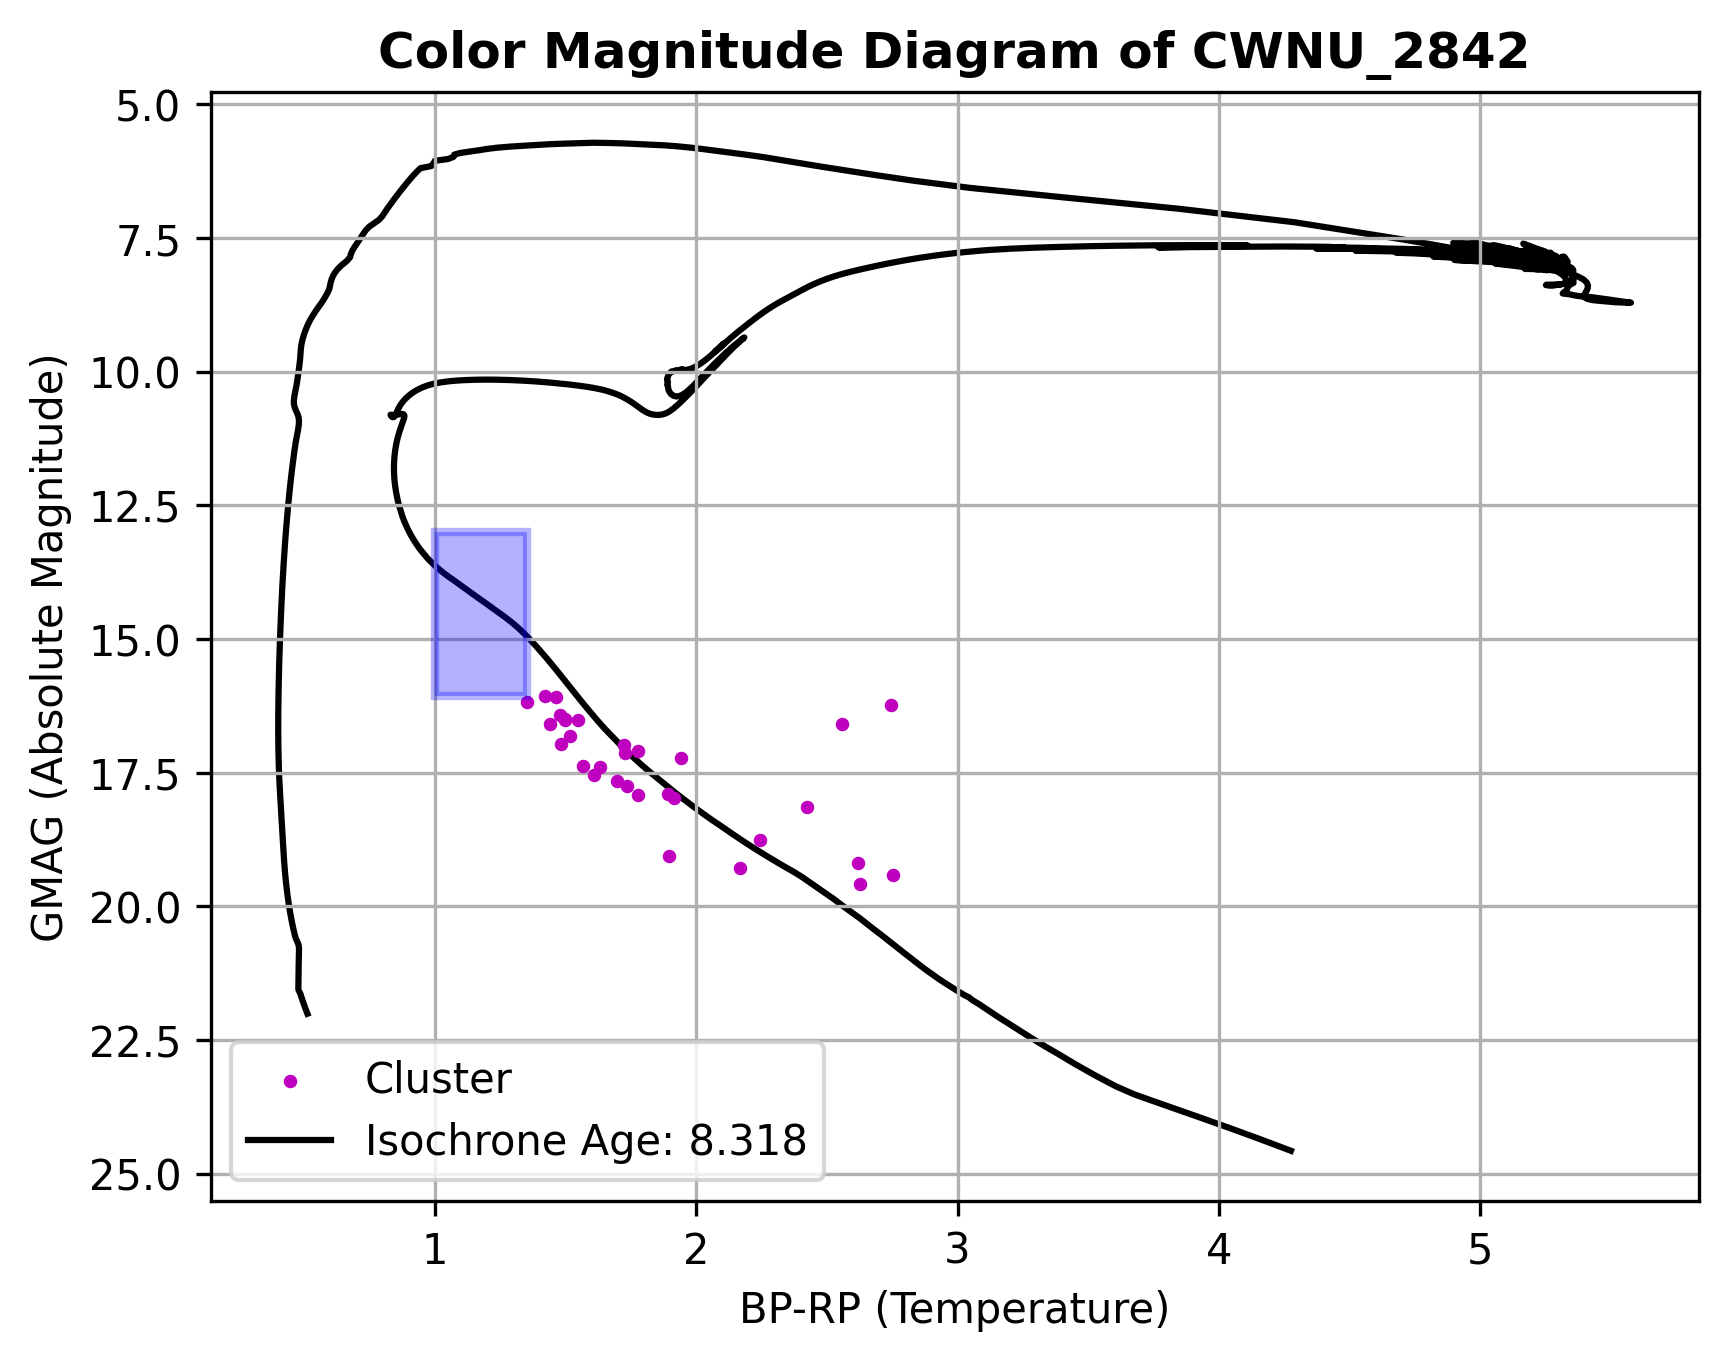 Color Magnitude Diagram of CWNU_2842
GMAG (Absolute Magnitude)
5.0
7.5
10.0
12.5
15.0
17.5
20.0
22.5
25.0
Cluster
Isochrone Age: 8.318
1 2 3 4 5
BP-RP (Temperature)